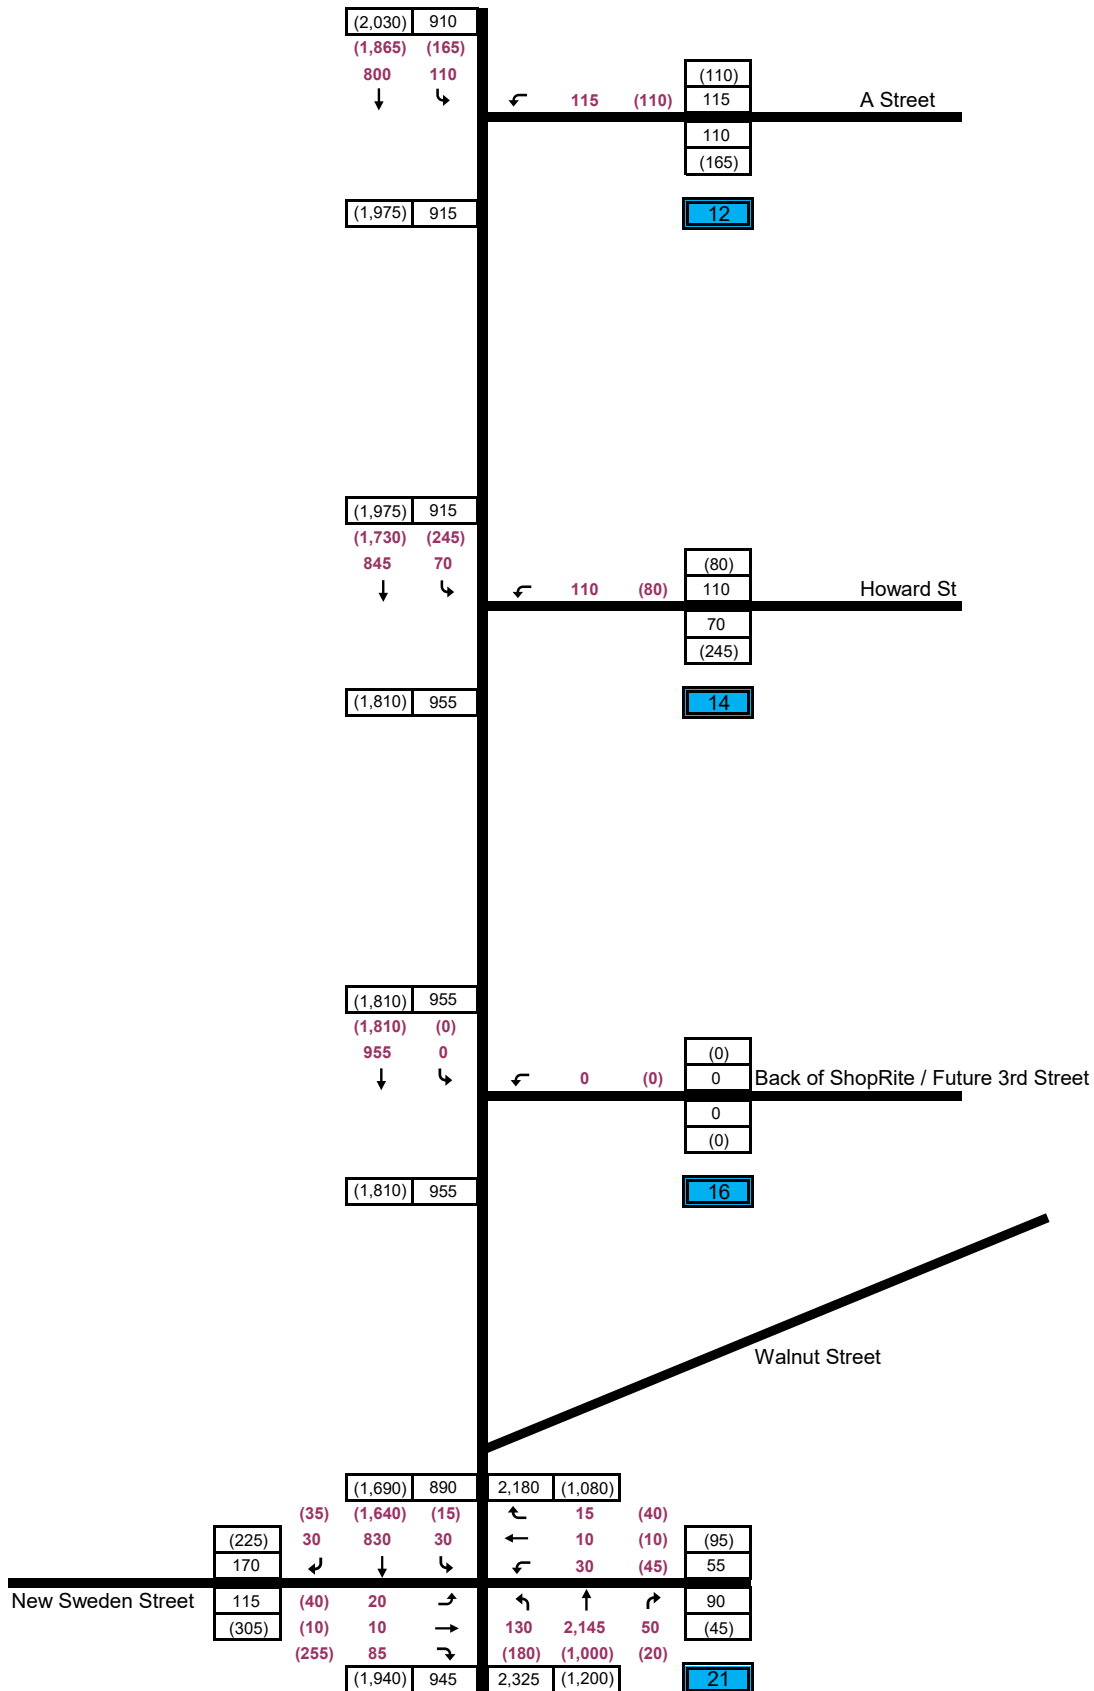 (2,030) 910
(1,865) (165)
800 110
(110)
115 (110) 115 A Street
110
(165)
(1,975) 915 12
(1,975) 915
(1,730) (245)
845 70
(80)
110 (80) 110 Howard St
70
(245)
(1,810) 955 14
(1,810) 955
(1,810) (0)
955 0
(0)
0 (0) 0 Back of ShopRite / Future 3rd Street
0
(0)
(1,810) 955 16
Walnut Street
(1,690) 890 2,180 (1,080)
(35) (1,640) (15) 15 (40)
(225) 30 830 30 10 (10) (95)
170 30 (45) 55
New Sweden Street 115 (40) 20 90
(305) (10) 10 130 2,145 50 (45)
(255) 85 (180) (1,000) (20)
(1,940) 945 2,325 (1,200) 21